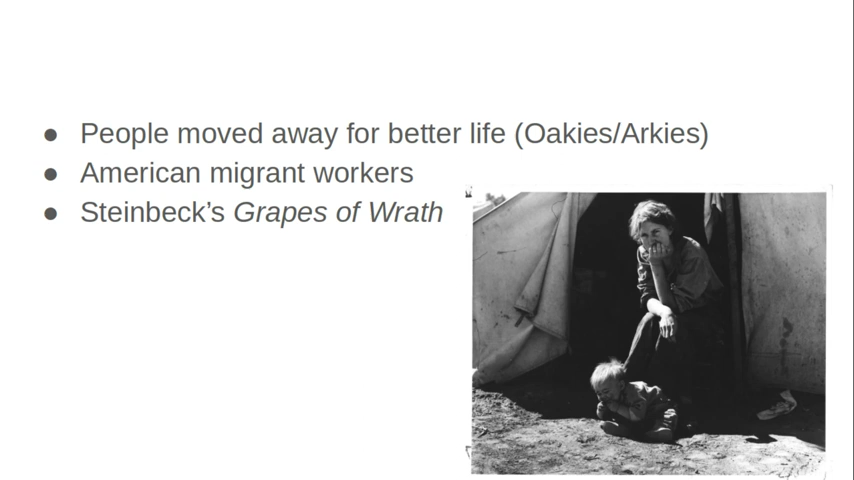 ● People moved away for better life (Oakies/Arkies)
● American migrant workers
● Steinbeck’s Grapes of Wrath